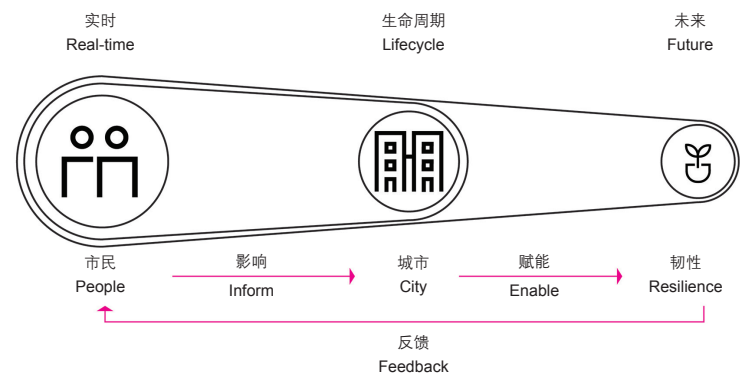 实时
Real-time
生命周期
Lifecycle
未来
Future
市民
People
影响
Inform
城市
City
赋能
Enable
韧性
Resilience
反馈
Feedback